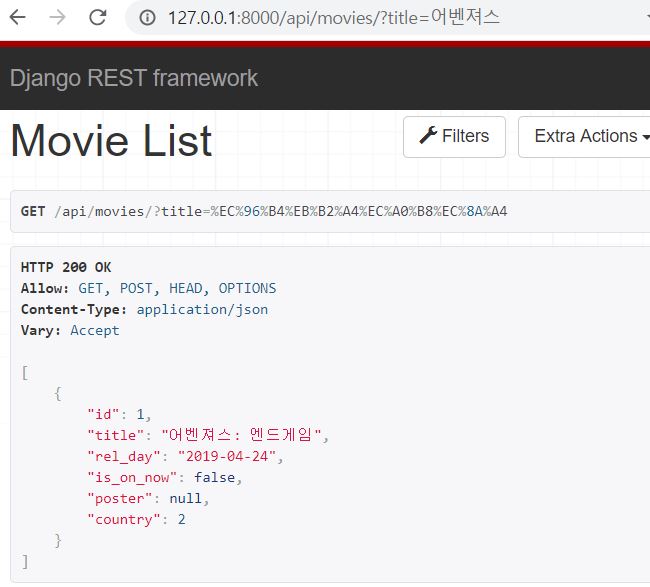 127.0.0.1:8000/api/movies/?title=어벤져스
Django REST framework
Movie List
Filters
Extra Actions
GET /api/movies/?title=%EC%96%B4%EB%B2%A4%EC%A0%B8%EC%8A%A4
HTTP 200 OK
Allow: GET, POST, HEAD, OPTIONS
Content-Type: application/json
Vary: Accept
[
    {
        "id": 1,
        "title": "어벤져스: 엔드게임",
        "rel_day": "2019-04-24",
        "is_on_now": false,
        "poster": null,
        "country": 2
    }
]